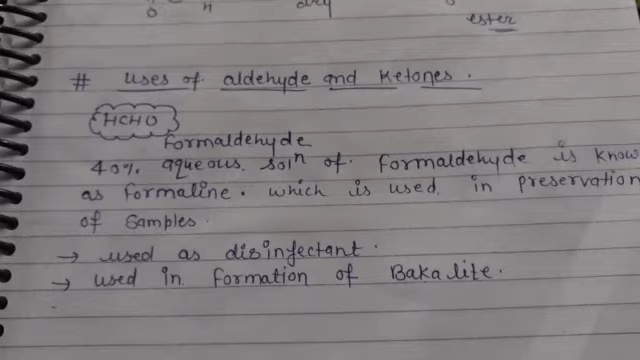 O H
ester
# Uses of aldehyde and Ketones.
HCHO
Formaldehyde
40% aqueous soln of formaldehyde is know
as formaline. which is used in preservation
of Samples.
→ used as disinfectant.
→ used in formation of Bakalite.